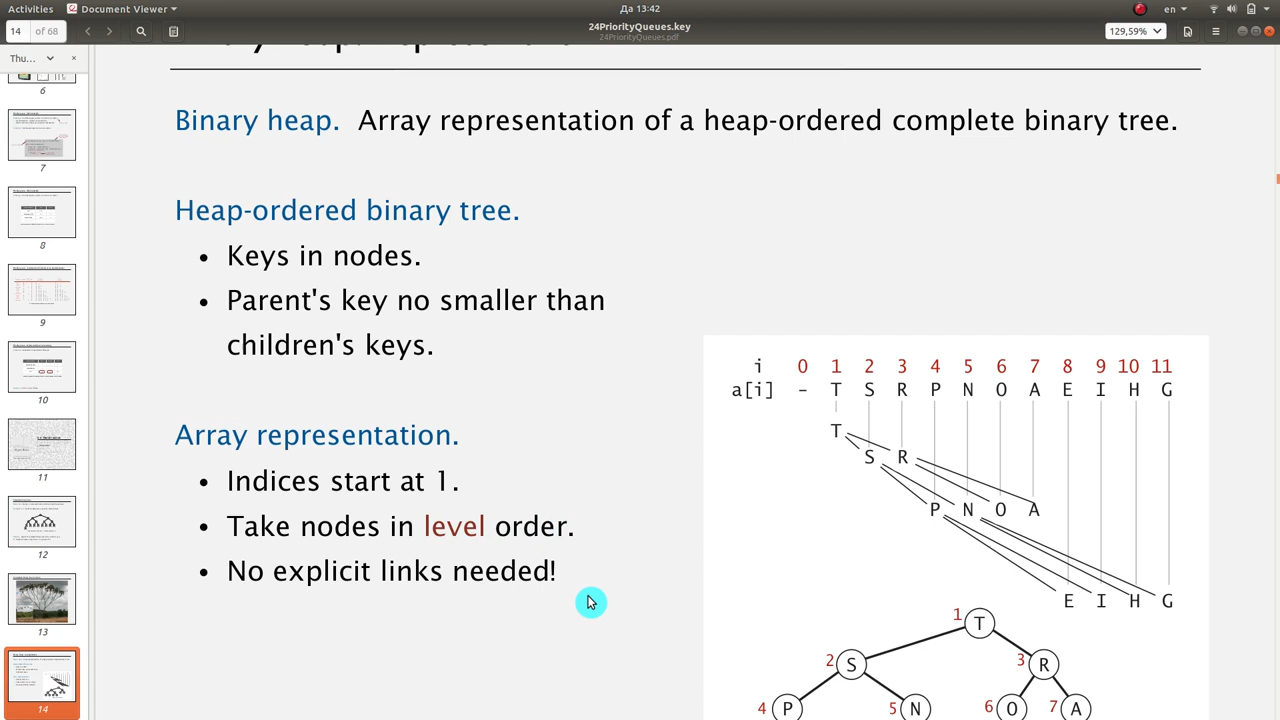 Activities Document Viewer Да 13:42 en
24PriorityQueues.key
24PriorityQueues.pdf
14 of 68 129,59%
Thu...
6
7
8
9
10
11
12
13
14
Binary heap. Array representation of a heap-ordered complete binary tree.
Heap-ordered binary tree.
• Keys in nodes.
• Parent's key no smaller than
children's keys.
Array representation.
• Indices start at 1.
• Take nodes in level order.
• No explicit links needed!
i 0 1 2 3 4 5 6 7 8 9 10 11
a[i] – T S R P N O A E I H G
T
S R
P N O A
E I H G
1 T
2 S 3 R
4 P 5 N 6 O 7 A